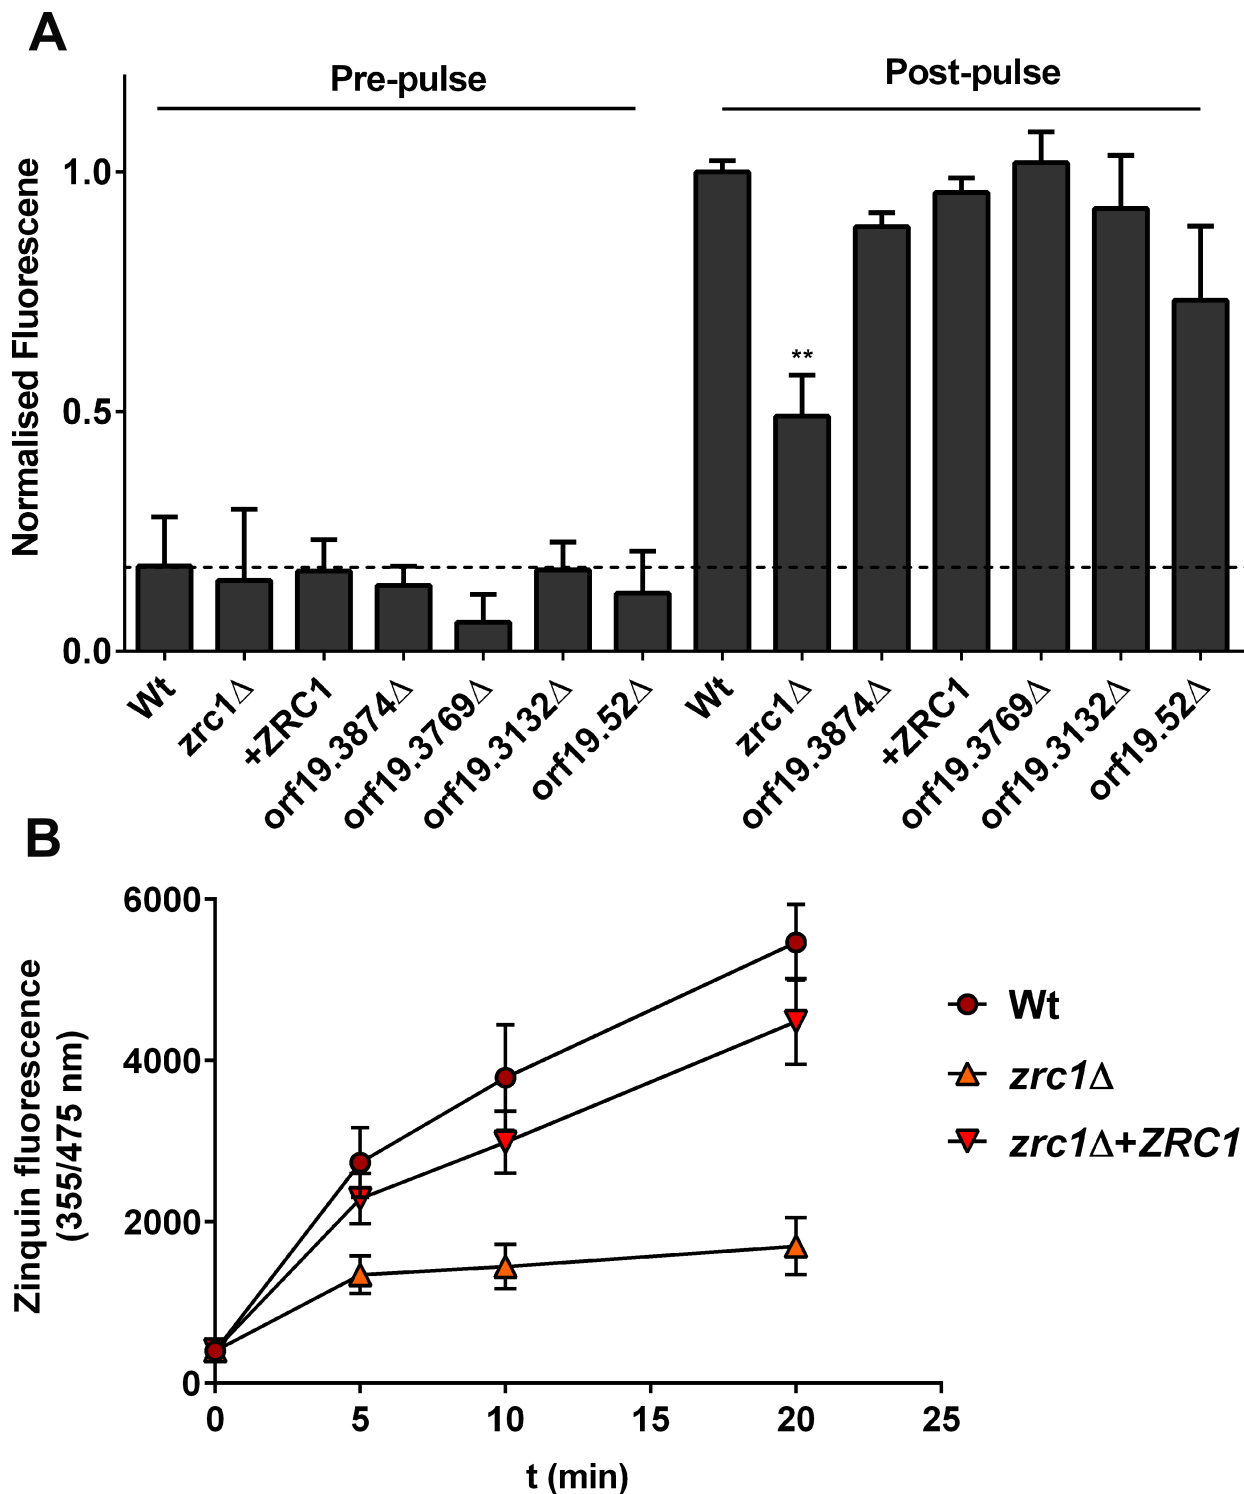 A
Pre-pulse
Post-pulse
Normalised Fluorescene
1.0
0.5
0.0
**
Wt
zrc1Δ
+ZRC1
orf19.3874Δ
orf19.3769Δ
orf19.3132Δ
orf19.52Δ
Wt
zrc1Δ
orf19.3874Δ
+ZRC1
orf19.3769Δ
orf19.3132Δ
orf19.52Δ
B
Zinquin fluorescence
(355/475 nm)
6000
4000
2000
0
0 5 10 15 20 25
t (min)
Wt
zrc1Δ
zrc1Δ+ZRC1